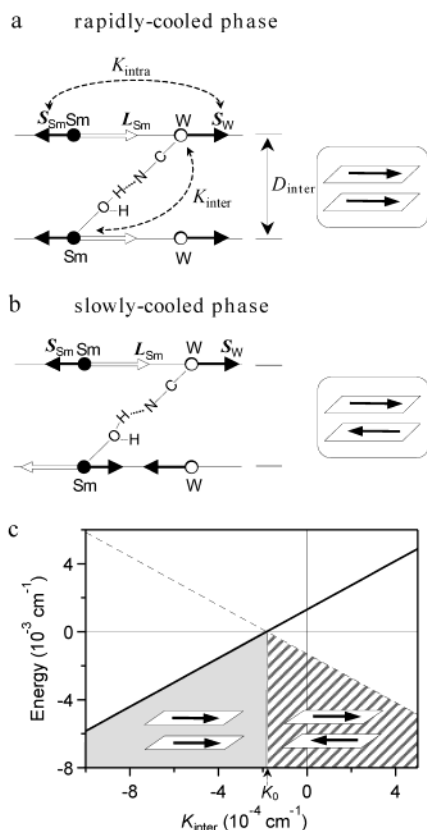 a rapidly-cooled phase
K_intra
S_Sm Sm L_Sm W S_W
C
N
H
O H
K_inter
D_inter
Sm W
b slowly-cooled phase
S_Sm Sm L_Sm W S_W
C
N
H
O H
Sm W
c
4
0
-4
-8
Energy (10⁻³ cm⁻¹)
-8 -4 K₀ 0 4
K_inter (10⁻⁴ cm⁻¹)